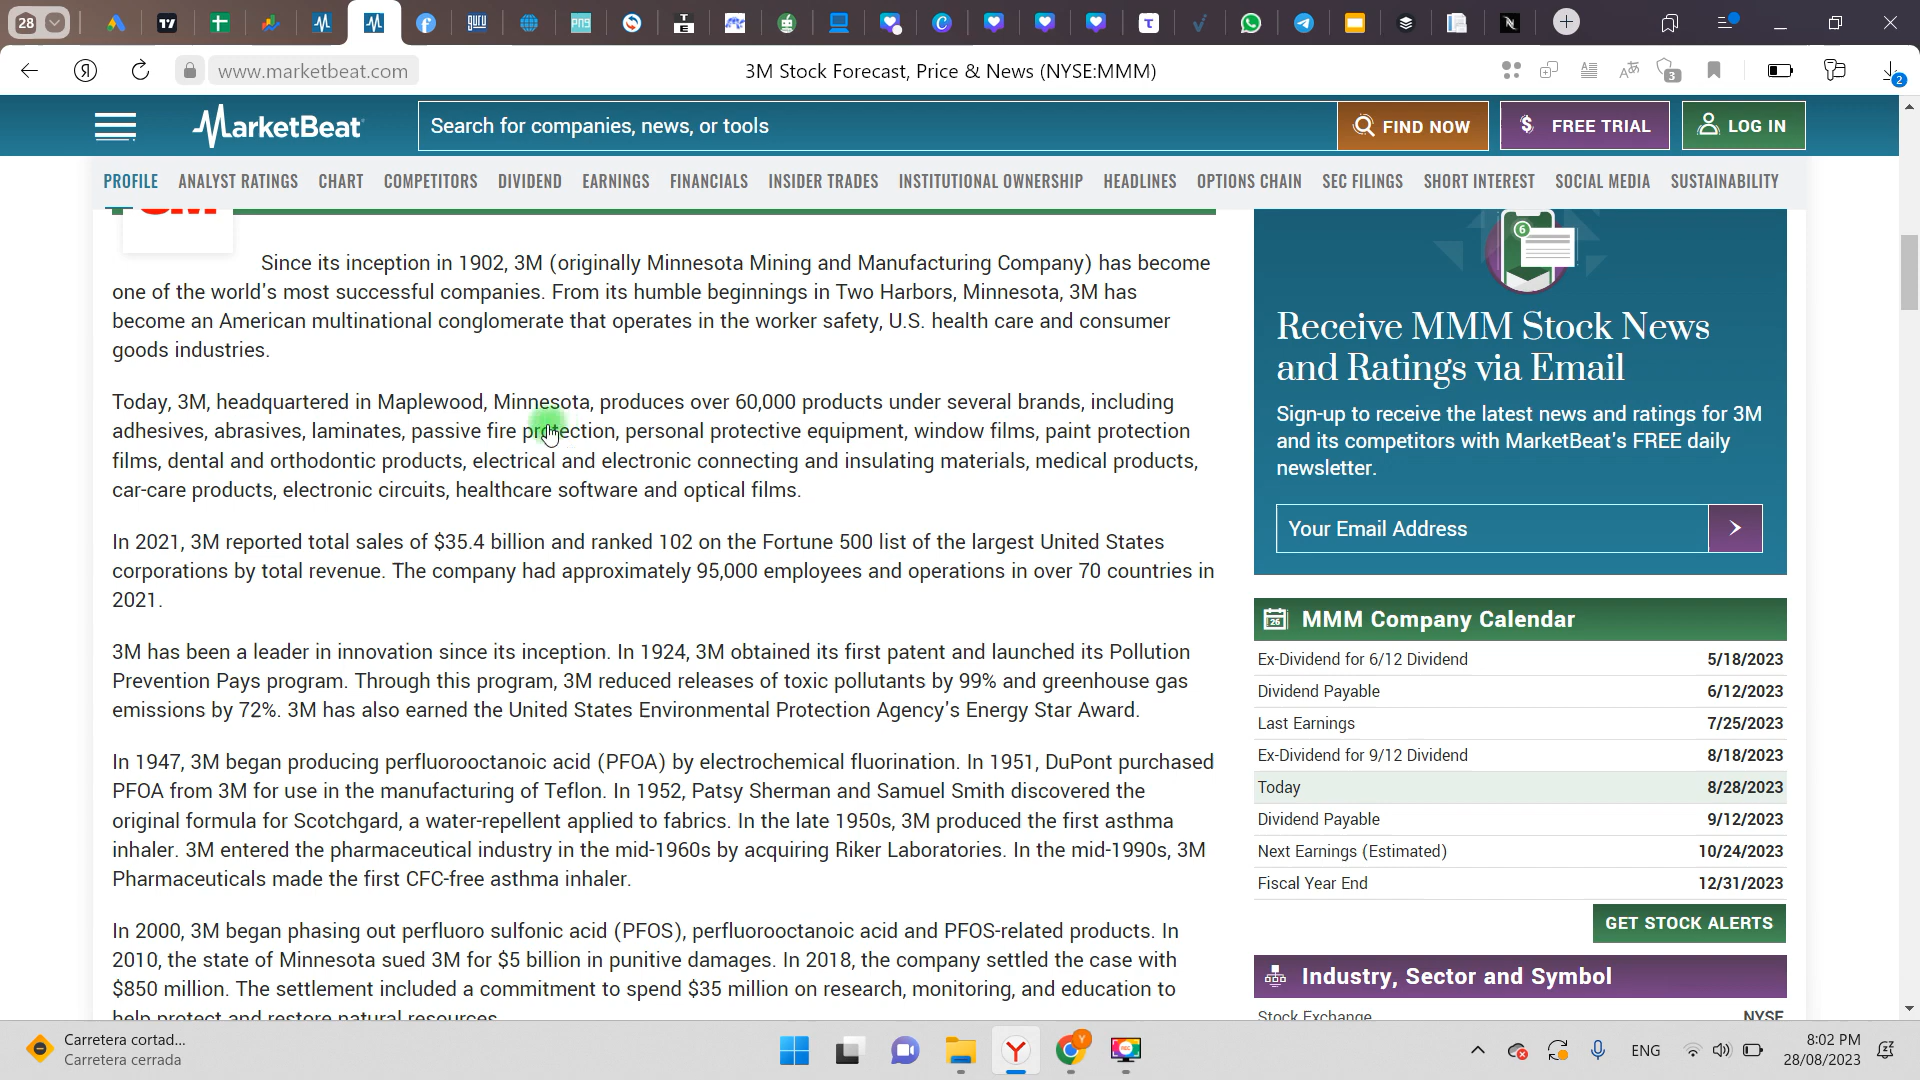 28
www.marketbeat.com
3M Stock Forecast, Price & News (NYSE:MMM)
3
2
MarketBeat
Search for companies, news, or tools
FIND NOW
FREE TRIAL
LOG IN
PROFILE
ANALYST RATINGS
CHART
COMPETITORS
DIVIDEND
EARNINGS
FINANCIALS
INSIDER TRADES
INSTITUTIONAL OWNERSHIP
HEADLINES
OPTIONS CHAIN
SEC FILINGS
SHORT INTEREST
SOCIAL MEDIA
SUSTAINABILITY
Since its inception in 1902, 3M (originally Minnesota Mining and Manufacturing Company) has become
one of the world's most successful companies. From its humble beginnings in Two Harbors, Minnesota, 3M has
become an American multinational conglomerate that operates in the worker safety, U.S. health care and consumer
goods industries.
Today, 3M, headquartered in Maplewood, Minnesota, produces over 60,000 products under several brands, including
adhesives, abrasives, laminates, passive fire protection, personal protective equipment, window films, paint protection
films, dental and orthodontic products, electrical and electronic connecting and insulating materials, medical products,
car-care products, electronic circuits, healthcare software and optical films.
In 2021, 3M reported total sales of $35.4 billion and ranked 102 on the Fortune 500 list of the largest United States
corporations by total revenue. The company had approximately 95,000 employees and operations in over 70 countries in
2021.
3M has been a leader in innovation since its inception. In 1924, 3M obtained its first patent and launched its Pollution
Prevention Pays program. Through this program, 3M reduced releases of toxic pollutants by 99% and greenhouse gas
emissions by 72%. 3M has also earned the United States Environmental Protection Agency's Energy Star Award.
In 1947, 3M began producing perfluorooctanoic acid (PFOA) by electrochemical fluorination. In 1951, DuPont purchased
PFOA from 3M for use in the manufacturing of Teflon. In 1952, Patsy Sherman and Samuel Smith discovered the
original formula for Scotchgard, a water-repellent applied to fabrics. In the late 1950s, 3M produced the first asthma
inhaler. 3M entered the pharmaceutical industry in the mid-1960s by acquiring Riker Laboratories. In the mid-1990s, 3M
Pharmaceuticals made the first CFC-free asthma inhaler.
In 2000, 3M began phasing out perfluoro sulfonic acid (PFOS), perfluorooctanoic acid and PFOS-related products. In
2010, the state of Minnesota sued 3M for $5 billion in punitive damages. In 2018, the company settled the case with
$850 million. The settlement included a commitment to spend $35 million on research, monitoring, and education to
help protect and restore natural resources.
6
Receive MMM Stock News
and Ratings via Email
Sign-up to receive the latest news and ratings for 3M
and its competitors with MarketBeat's FREE daily
newsletter.
Your Email Address
MMM Company Calendar
Ex-Dividend for 6/12 Dividend 5/18/2023
Dividend Payable 6/12/2023
Last Earnings 7/25/2023
Ex-Dividend for 9/12 Dividend 8/18/2023
Today 8/28/2023
Dividend Payable 9/12/2023
Next Earnings (Estimated) 10/24/2023
Fiscal Year End 12/31/2023
GET STOCK ALERTS
Industry, Sector and Symbol
Stock Exchange NYSE
Carretera cortad...
Carretera cerrada
ENG
8:02 PM
28/08/2023